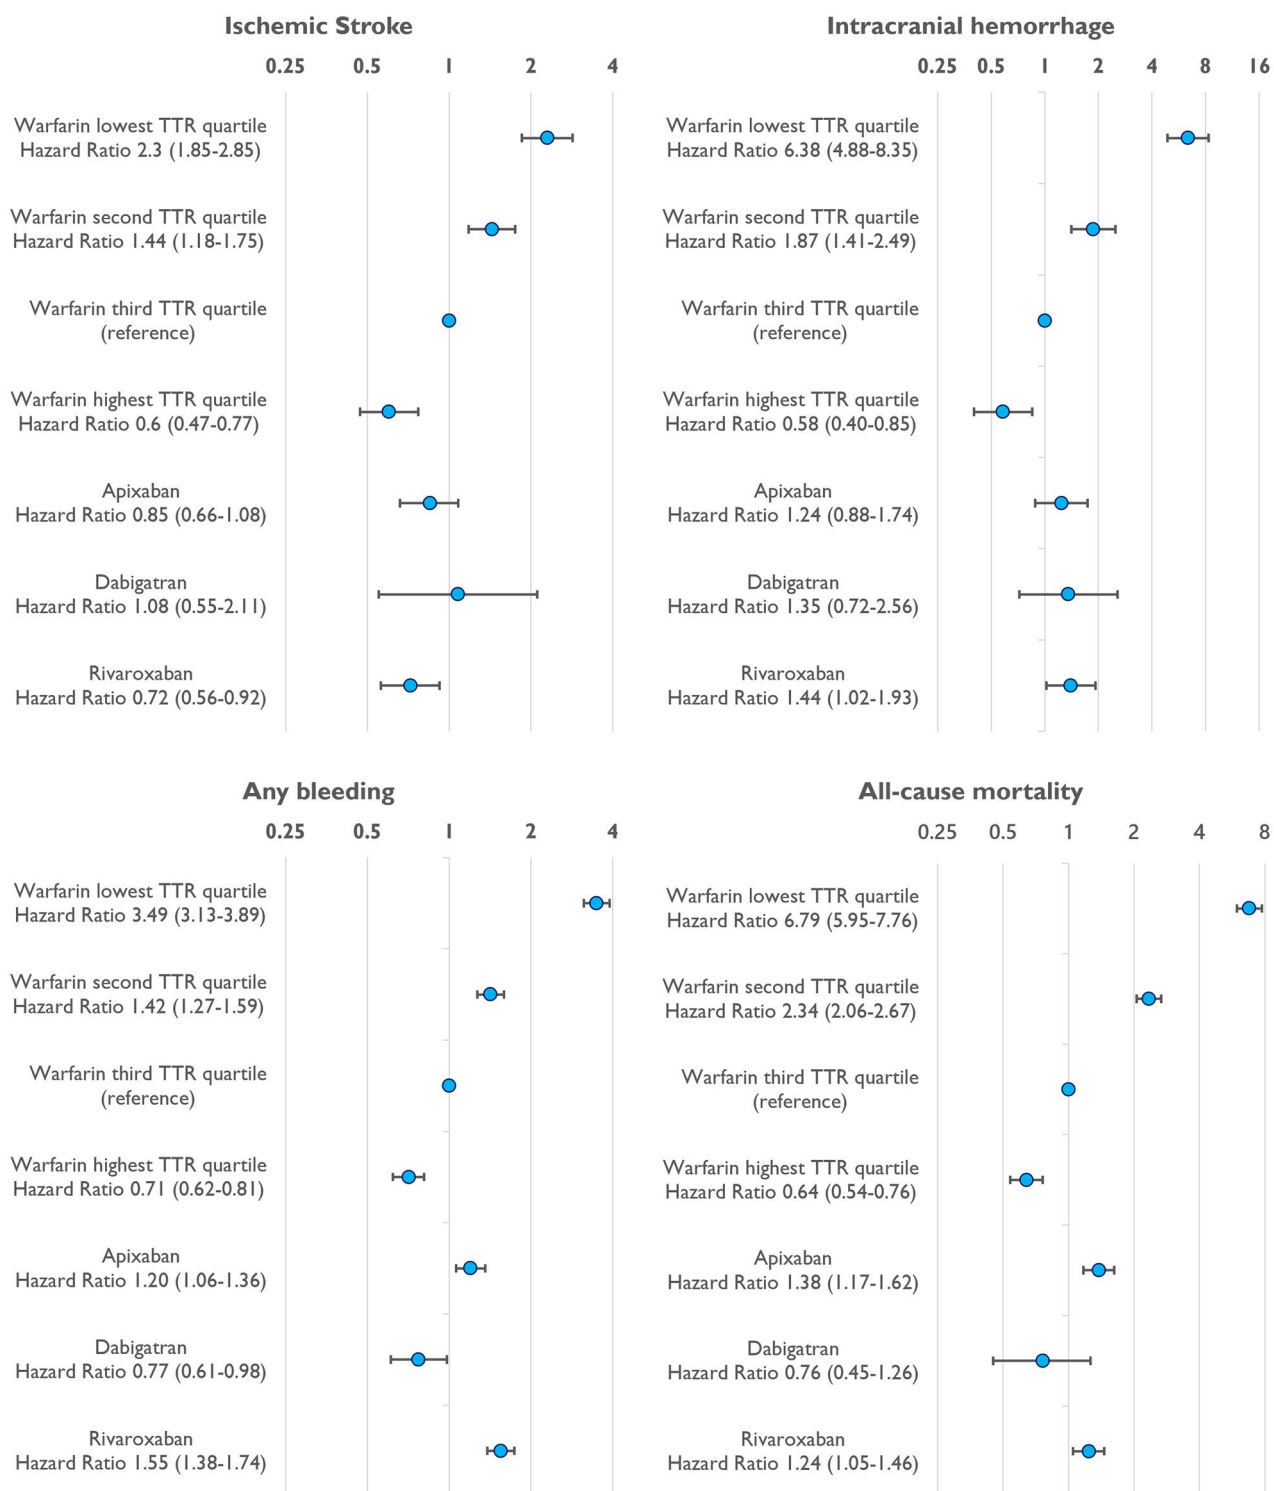 Ischemic Stroke
0.25 0.5 1 2 4
Warfarin lowest TTR quartile
Hazard Ratio 2.3 (1.85-2.85)
Warfarin second TTR quartile
Hazard Ratio 1.44 (1.18-1.75)
Warfarin third TTR quartile
(reference)
Warfarin highest TTR quartile
Hazard Ratio 0.6 (0.47-0.77)
Apixaban
Hazard Ratio 0.85 (0.66-1.08)
Dabigatran
Hazard Ratio 1.08 (0.55-2.11)
Rivaroxaban
Hazard Ratio 0.72 (0.56-0.92)
Intracranial hemorrhage
0.25 0.5 1 2 4 8 16
Warfarin lowest TTR quartile
Hazard Ratio 6.38 (4.88-8.35)
Warfarin second TTR quartile
Hazard Ratio 1.87 (1.41-2.49)
Warfarin third TTR quartile
(reference)
Warfarin highest TTR quartile
Hazard Ratio 0.58 (0.40-0.85)
Apixaban
Hazard Ratio 1.24 (0.88-1.74)
Dabigatran
Hazard Ratio 1.35 (0.72-2.56)
Rivaroxaban
Hazard Ratio 1.44 (1.02-1.93)
Any bleeding
0.25 0.5 1 2 4
Warfarin lowest TTR quartile
Hazard Ratio 3.49 (3.13-3.89)
Warfarin second TTR quartile
Hazard Ratio 1.42 (1.27-1.59)
Warfarin third TTR quartile
(reference)
Warfarin highest TTR quartile
Hazard Ratio 0.71 (0.62-0.81)
Apixaban
Hazard Ratio 1.20 (1.06-1.36)
Dabigatran
Hazard Ratio 0.77 (0.61-0.98)
Rivaroxaban
Hazard Ratio 1.55 (1.38-1.74)
All-cause mortality
0.25 0.5 1 2 4 8
Warfarin lowest TTR quartile
Hazard Ratio 6.79 (5.95-7.76)
Warfarin second TTR quartile
Hazard Ratio 2.34 (2.06-2.67)
Warfarin third TTR quartile
(reference)
Warfarin highest TTR quartile
Hazard Ratio 0.64 (0.54-0.76)
Apixaban
Hazard Ratio 1.38 (1.17-1.62)
Dabigatran
Hazard Ratio 0.76 (0.45-1.26)
Rivaroxaban
Hazard Ratio 1.24 (1.05-1.46)